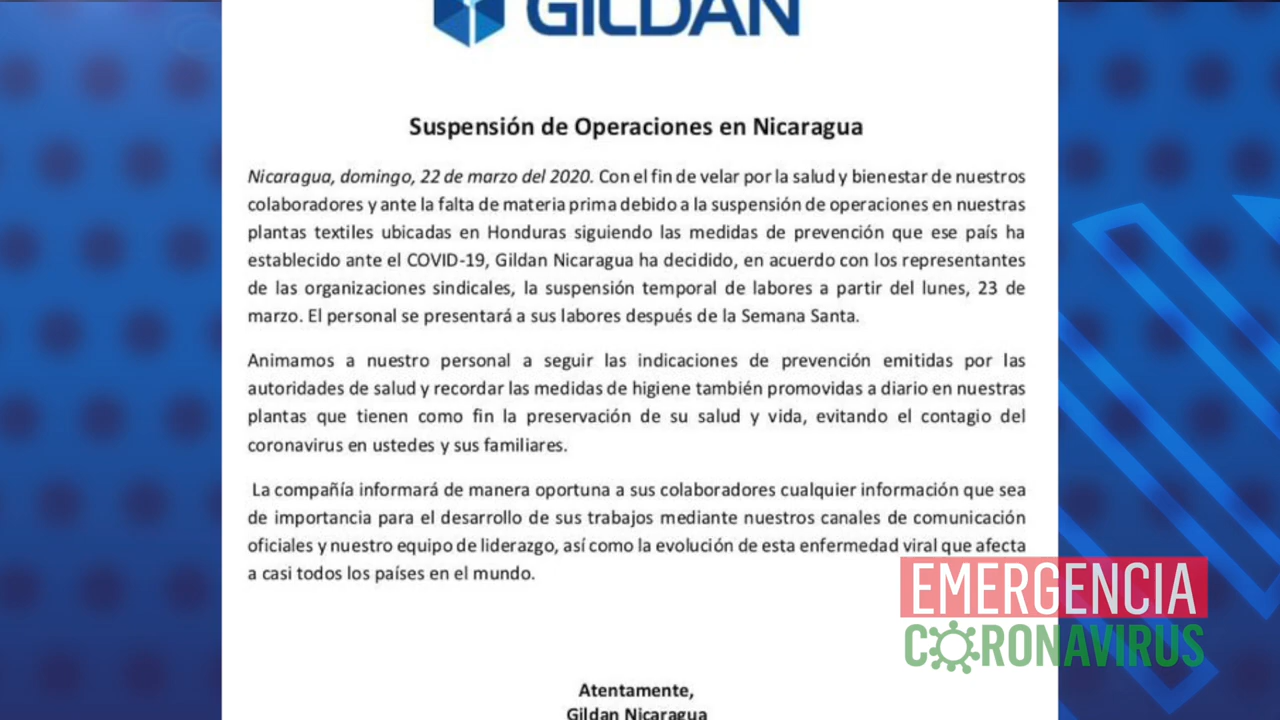 GILDAN
Suspensión de Operaciones en Nicaragua
Nicaragua, domingo, 22 de marzo del 2020. Con el fin de velar por la salud y bienestar de nuestros
colaboradores y ante la falta de materia prima debido a la suspensión de operaciones en nuestras
plantas textiles ubicadas en Honduras siguiendo las medidas de prevención que ese país ha
establecido ante el COVID-19, Gildan Nicaragua ha decidido, en acuerdo con los representantes
de las organizaciones sindicales, la suspensión temporal de labores a partir del lunes, 23 de
marzo. El personal se presentará a sus labores después de la Semana Santa.
Animamos a nuestro personal a seguir las indicaciones de prevención emitidas por las
autoridades de salud y recordar las medidas de higiene también promovidas a diario en nuestras
plantas que tienen como fin la preservación de su salud y vida, evitando el contagio del
coronavirus en ustedes y sus familiares.
La compañía informará de manera oportuna a sus colaboradores cualquier información que sea
de importancia para el desarrollo de sus trabajos mediante nuestros canales de comunicación
oficiales y nuestro equipo de liderazgo, así como la evolución de esta enfermedad viral que afecta
a casi todos los países en el mundo.
EMERGENCIA
CORONAVIRUS
Atentamente,
Gildan Nicaragua